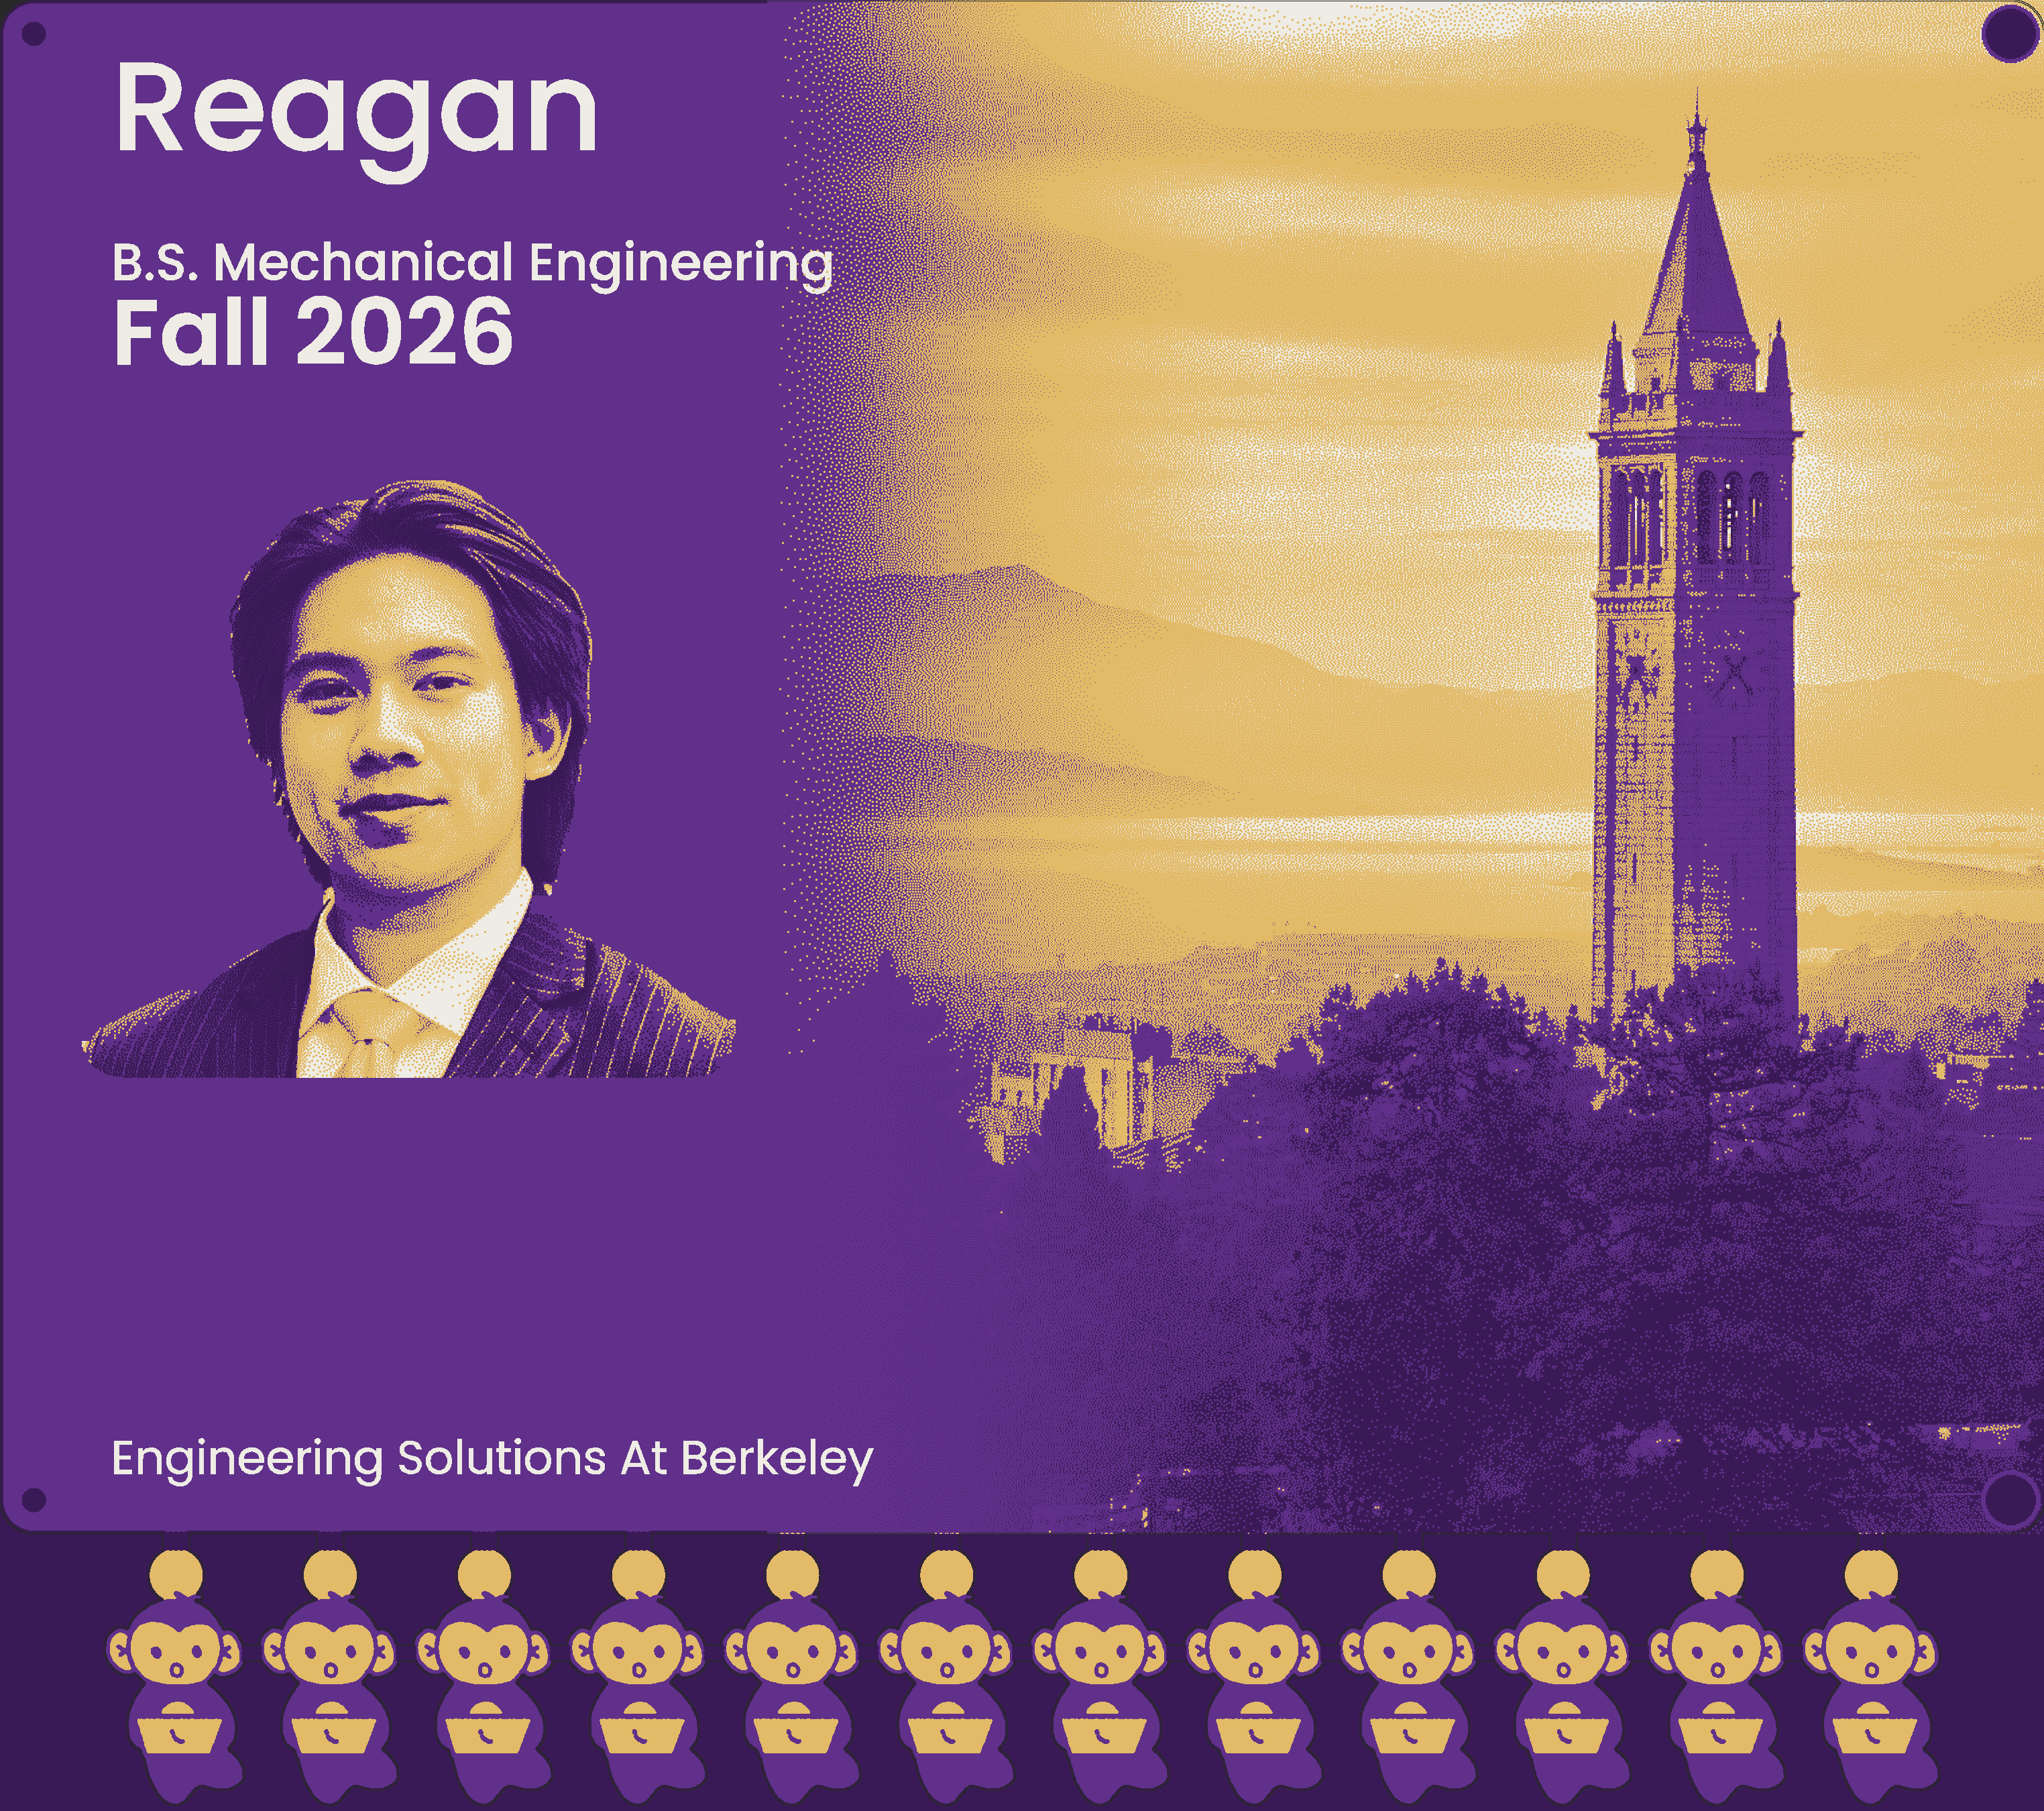 Reagan
B.S. Mechanical Engineering
Fall 2026
Engineering Solutions At Berkeley